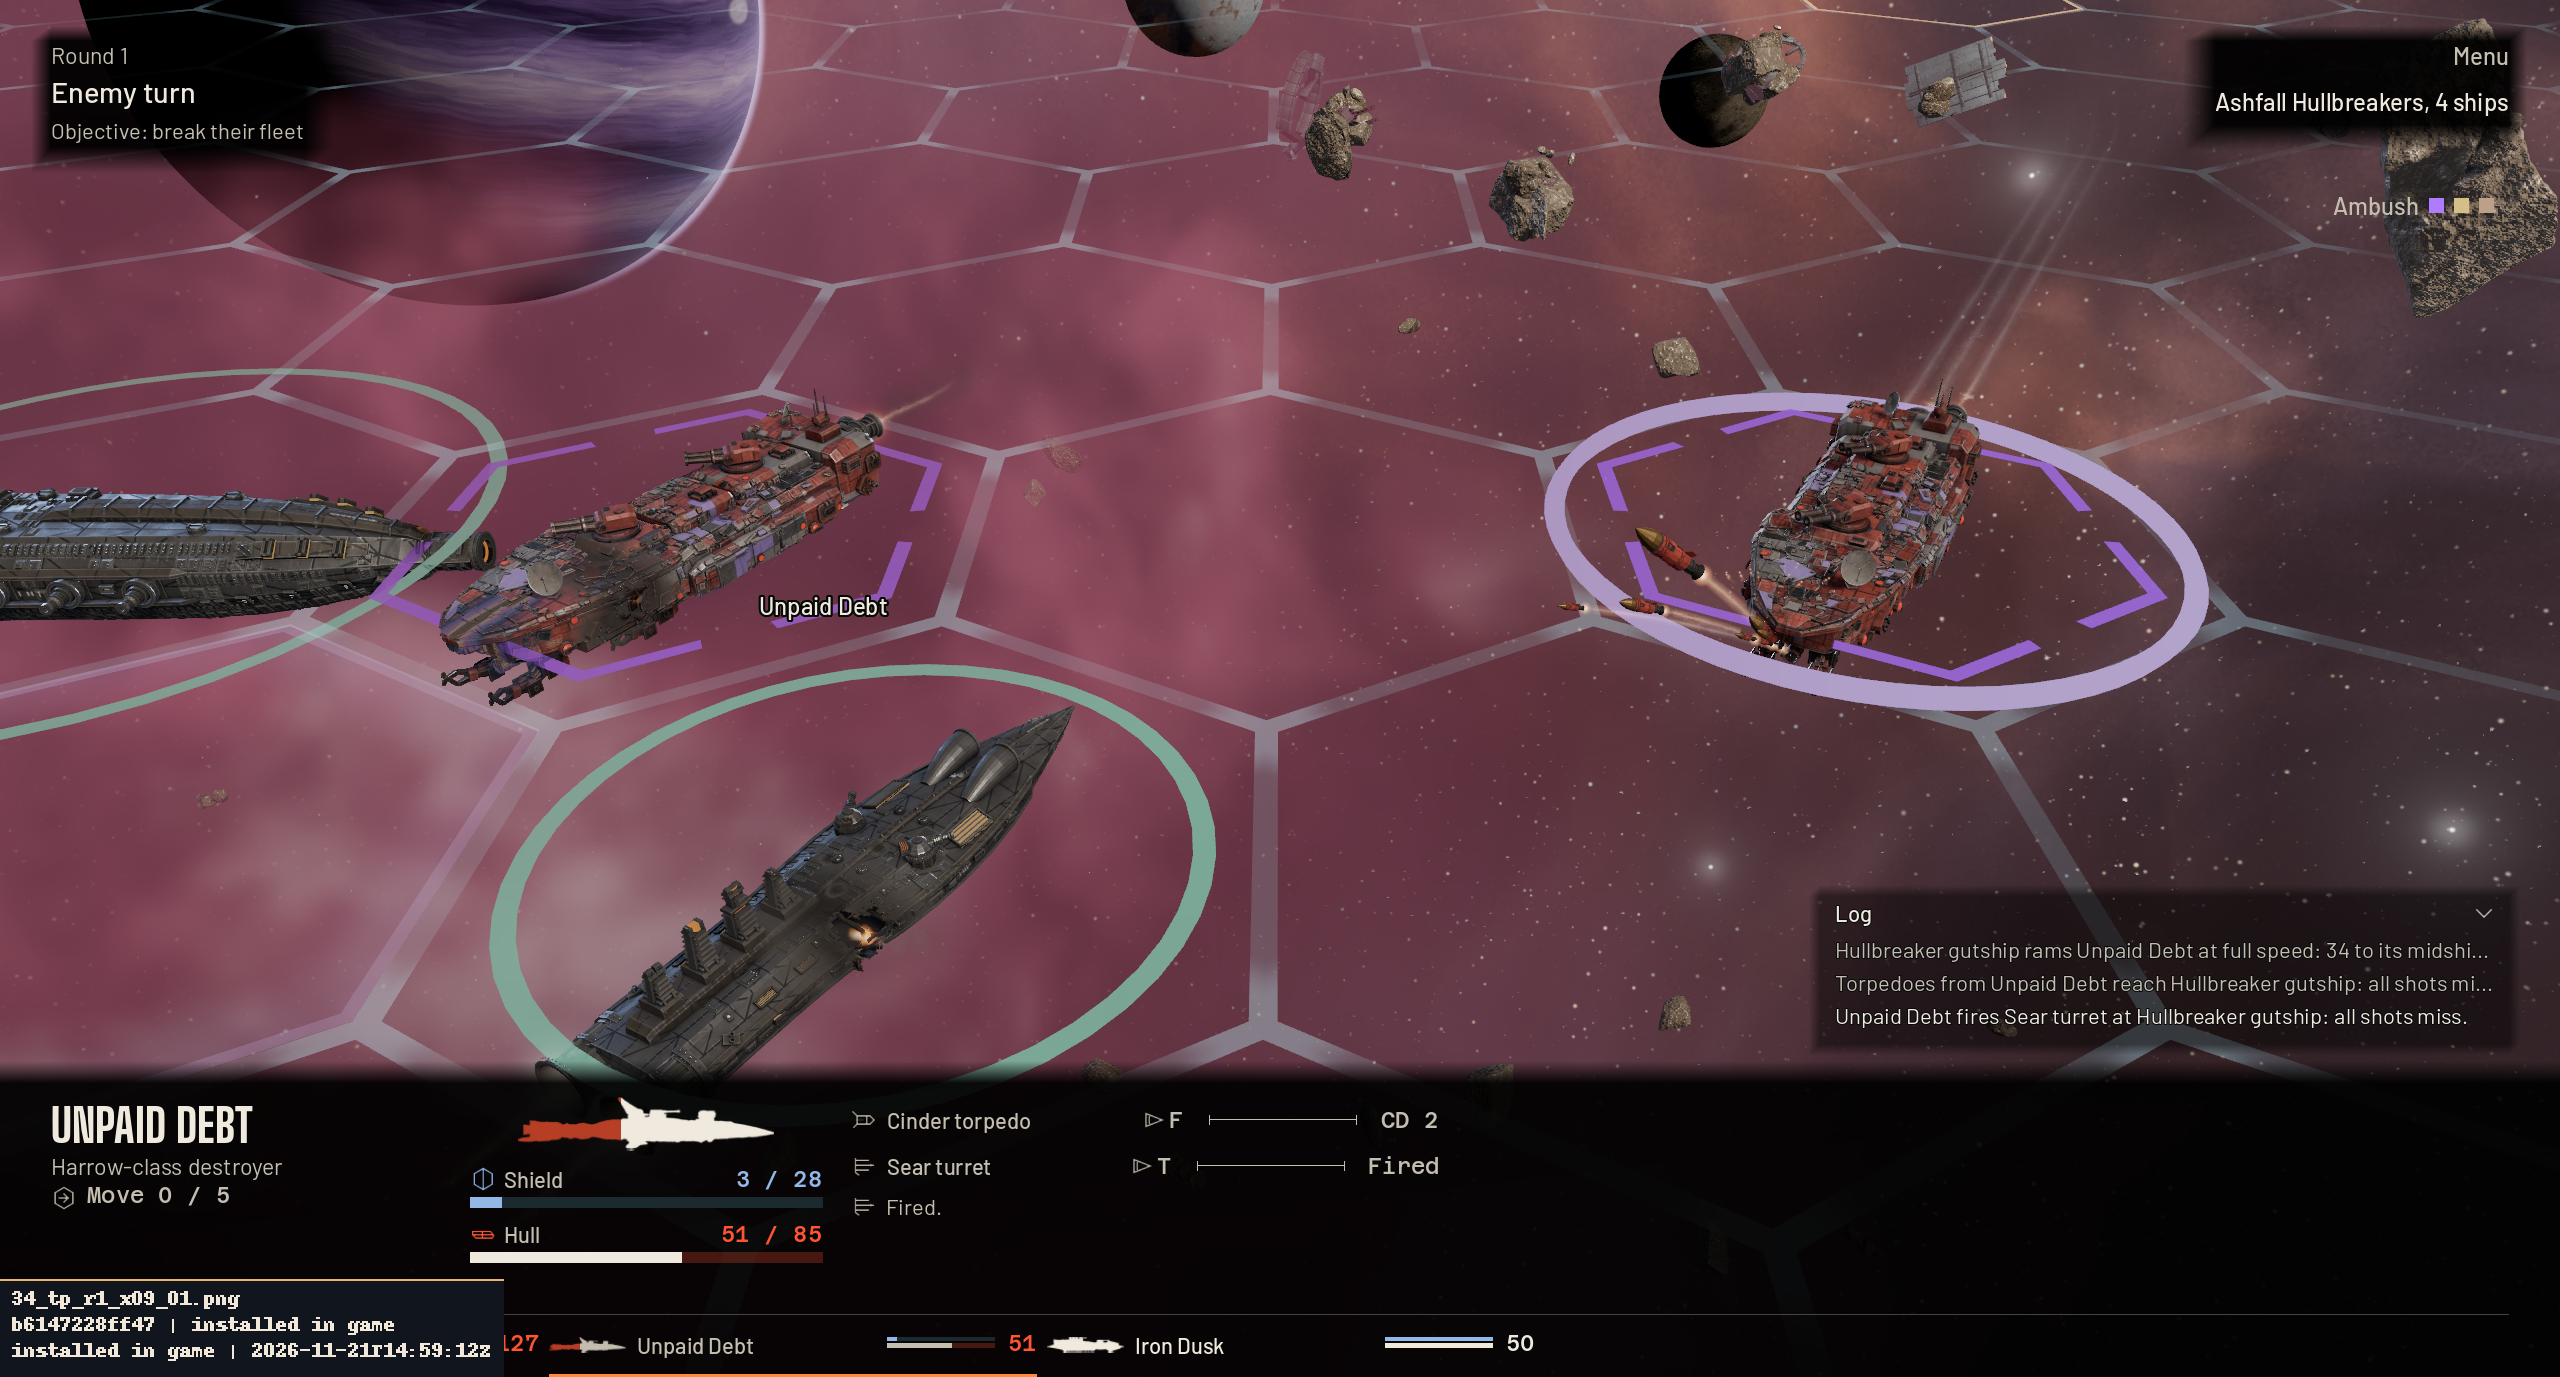 Round 1
Enemy turn
Objective: break their fleet
Menu
Ashfall Hullbreakers, 4 ships
Ambush
Unpaid Debt
Log
Hullbreaker gutship rams Unpaid Debt at full speed: 34 to its midshi...
Torpedoes from Unpaid Debt reach Hullbreaker gutship: all shots mi...
Unpaid Debt fires Sear turret at Hullbreaker gutship: all shots miss.
UNPAID DEBT
Harrow-class destroyer
Move 0 / 5
Shield 3 / 28
Hull 51 / 85
Cinder torpedo F CD 2
Sear turret T Fired
Fired.
34_tp_r1_x09_01.png
b6147228ff47 | installed in game
installed in game | 2026-11-21r14:59:12z
127 Unpaid Debt 51 Iron Dusk 50